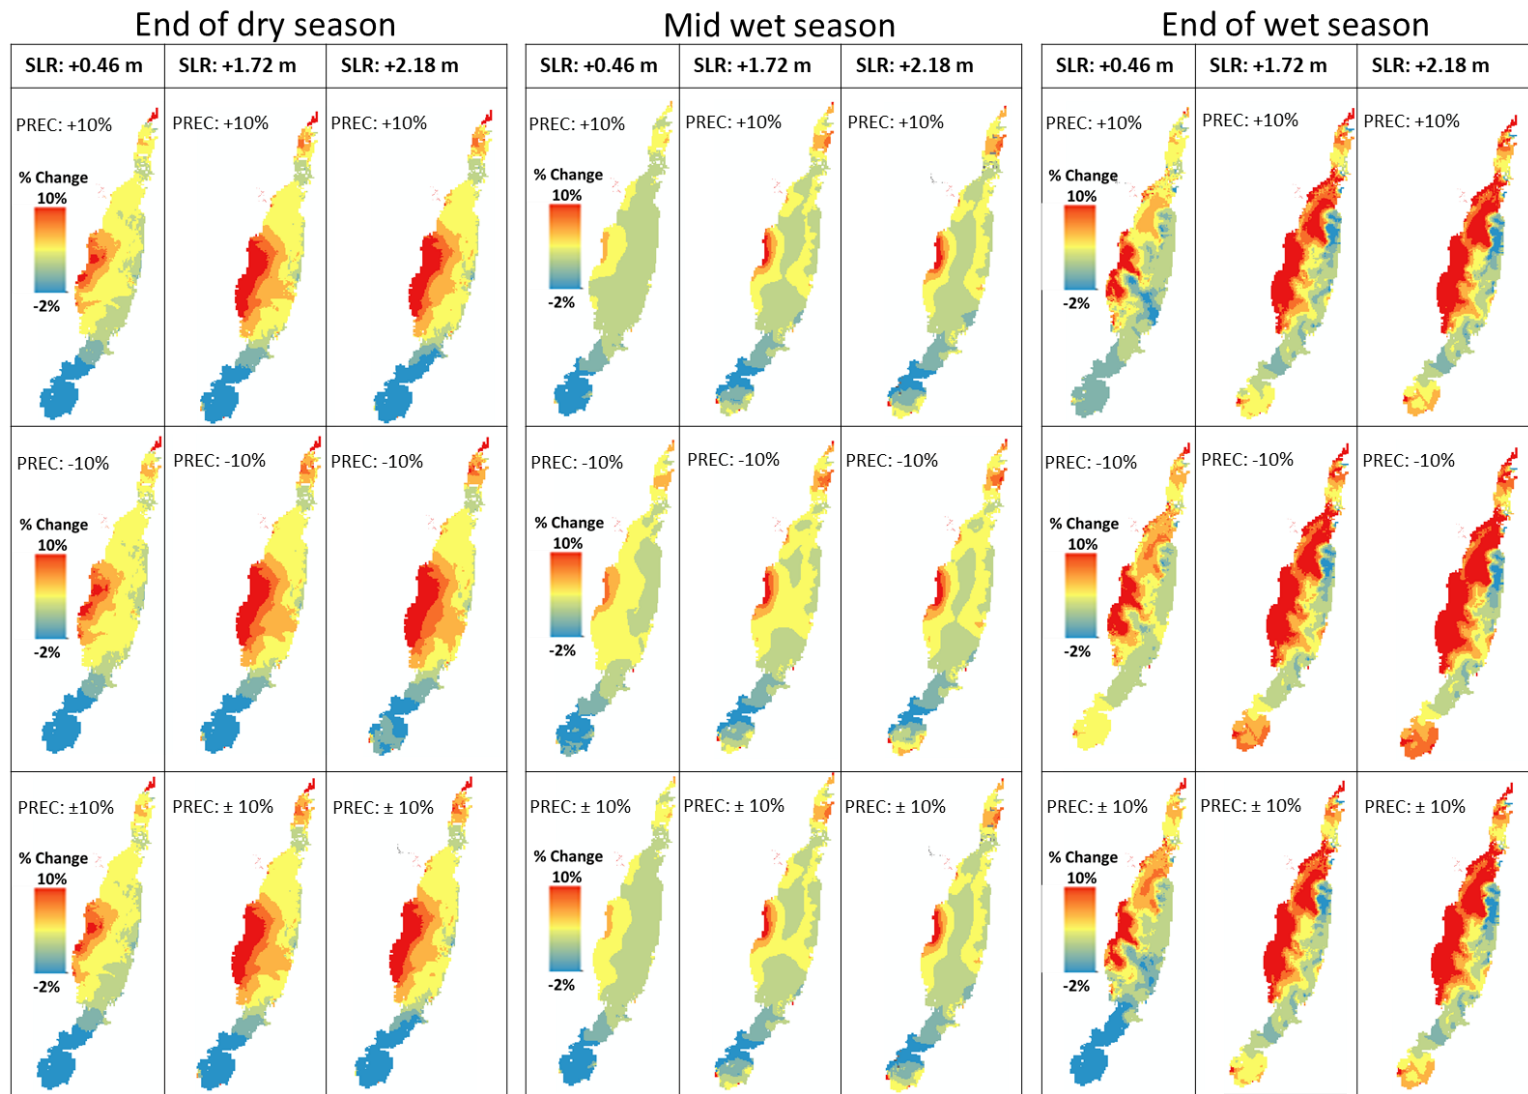 End of dry season
Mid wet season
End of wet season
SLR: +0.46 m
SLR: +1.72 m
SLR: +2.18 m
SLR: +0.46 m
SLR: +1.72 m
SLR: +2.18 m
SLR: +0.46 m
SLR: +1.72 m
SLR: +2.18 m
PREC: +10%
PREC: +10%
PREC: +10%
PREC: +10%
PREC: +10%
PREC: +10%
PREC: +10%
PREC: +10%
PREC: +10%
% Change
10%
-2%
% Change
10%
-2%
% Change
10%
-2%
PREC: -10%
PREC: -10%
PREC: -10%
PREC: -10%
PREC: -10%
PREC: -10%
PREC: -10%
PREC: -10%
PREC: -10%
% Change
10%
-2%
% Change
10%
-2%
% Change
10%
-2%
PREC: ±10%
PREC: ± 10%
PREC: ± 10%
PREC: ± 10%
PREC: ± 10%
PREC: ± 10%
PREC: ± 10%
PREC: ± 10%
PREC: ± 10%
% Change
10%
-2%
% Change
10%
-2%
% Change
10%
-2%